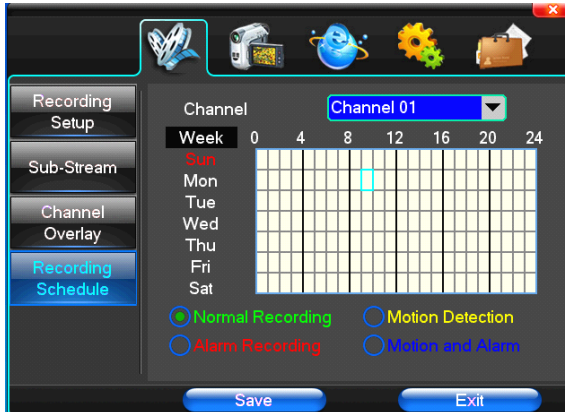 Recording
Setup
Sub-Stream
Channel
Overlay
Recording
Schedule
Channel Channel 01
Week 0 4 8 12 16 20 24
Sun
Mon
Tue
Wed
Thu
Fri
Sat
Normal Recording Motion Detection
Alarm Recording Motion and Alarm
Save Exit